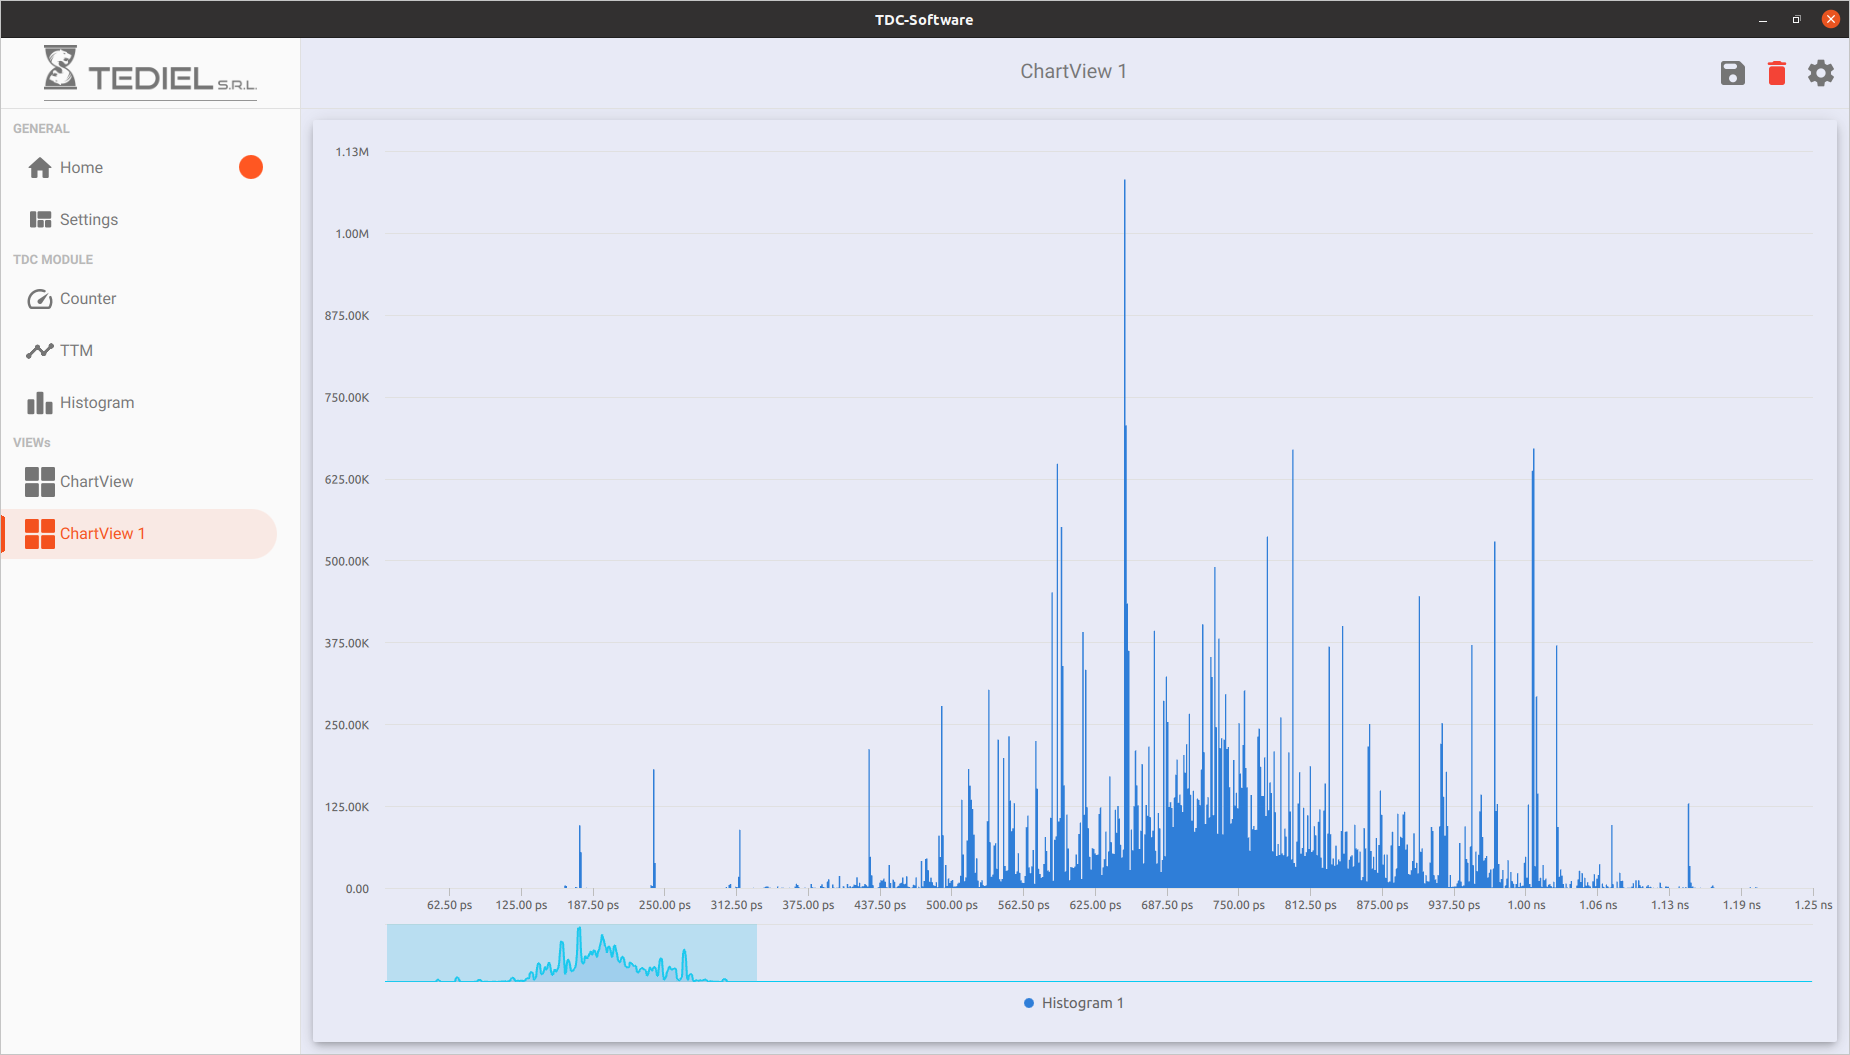 TDC-Software
TEDIEL S.R.L.
ChartView 1
GENERAL
Home
Settings
TDC MODULE
Counter
TTM
Histogram
VIEWs
ChartView
ChartView 1
1.13M
1.00M
875.00K
750.00K
625.00K
500.00K
375.00K
250.00K
125.00K
0.00
62.50 ps 125.00 ps 187.50 ps 250.00 ps 312.50 ps 375.00 ps 437.50 ps 500.00 ps 562.50 ps 625.00 ps 687.50 ps 750.00 ps 812.50 ps 875.00 ps 937.50 ps 1.00 ns 1.06 ns 1.13 ns 1.19 ns 1.25 ns
Histogram 1